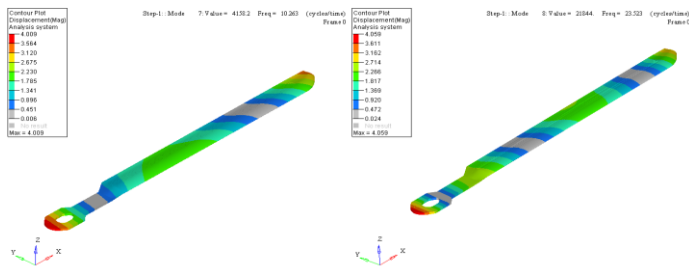 Contour Plot
Displacement(Mag)
Analysis system
4.009
3.564
3.120
2.675
2.230
1.785
1.341
0.896
0.451
0.006
No result
Max = 4.009
Step-1: : Mode 7: Value = 4158.2 Freq = 10.263 (cycles/time)
Frame 0
Z
Y
X
Contour Plot
Displacement(Mag)
Analysis system
4.059
3.611
3.162
2.714
2.266
1.817
1.369
0.920
0.472
0.024
No result
Max = 4.059
Step-1: : Mode 8: Value = 21844. Freq = 23.523 (cycles/time)
Frame 0
Z
Y
X